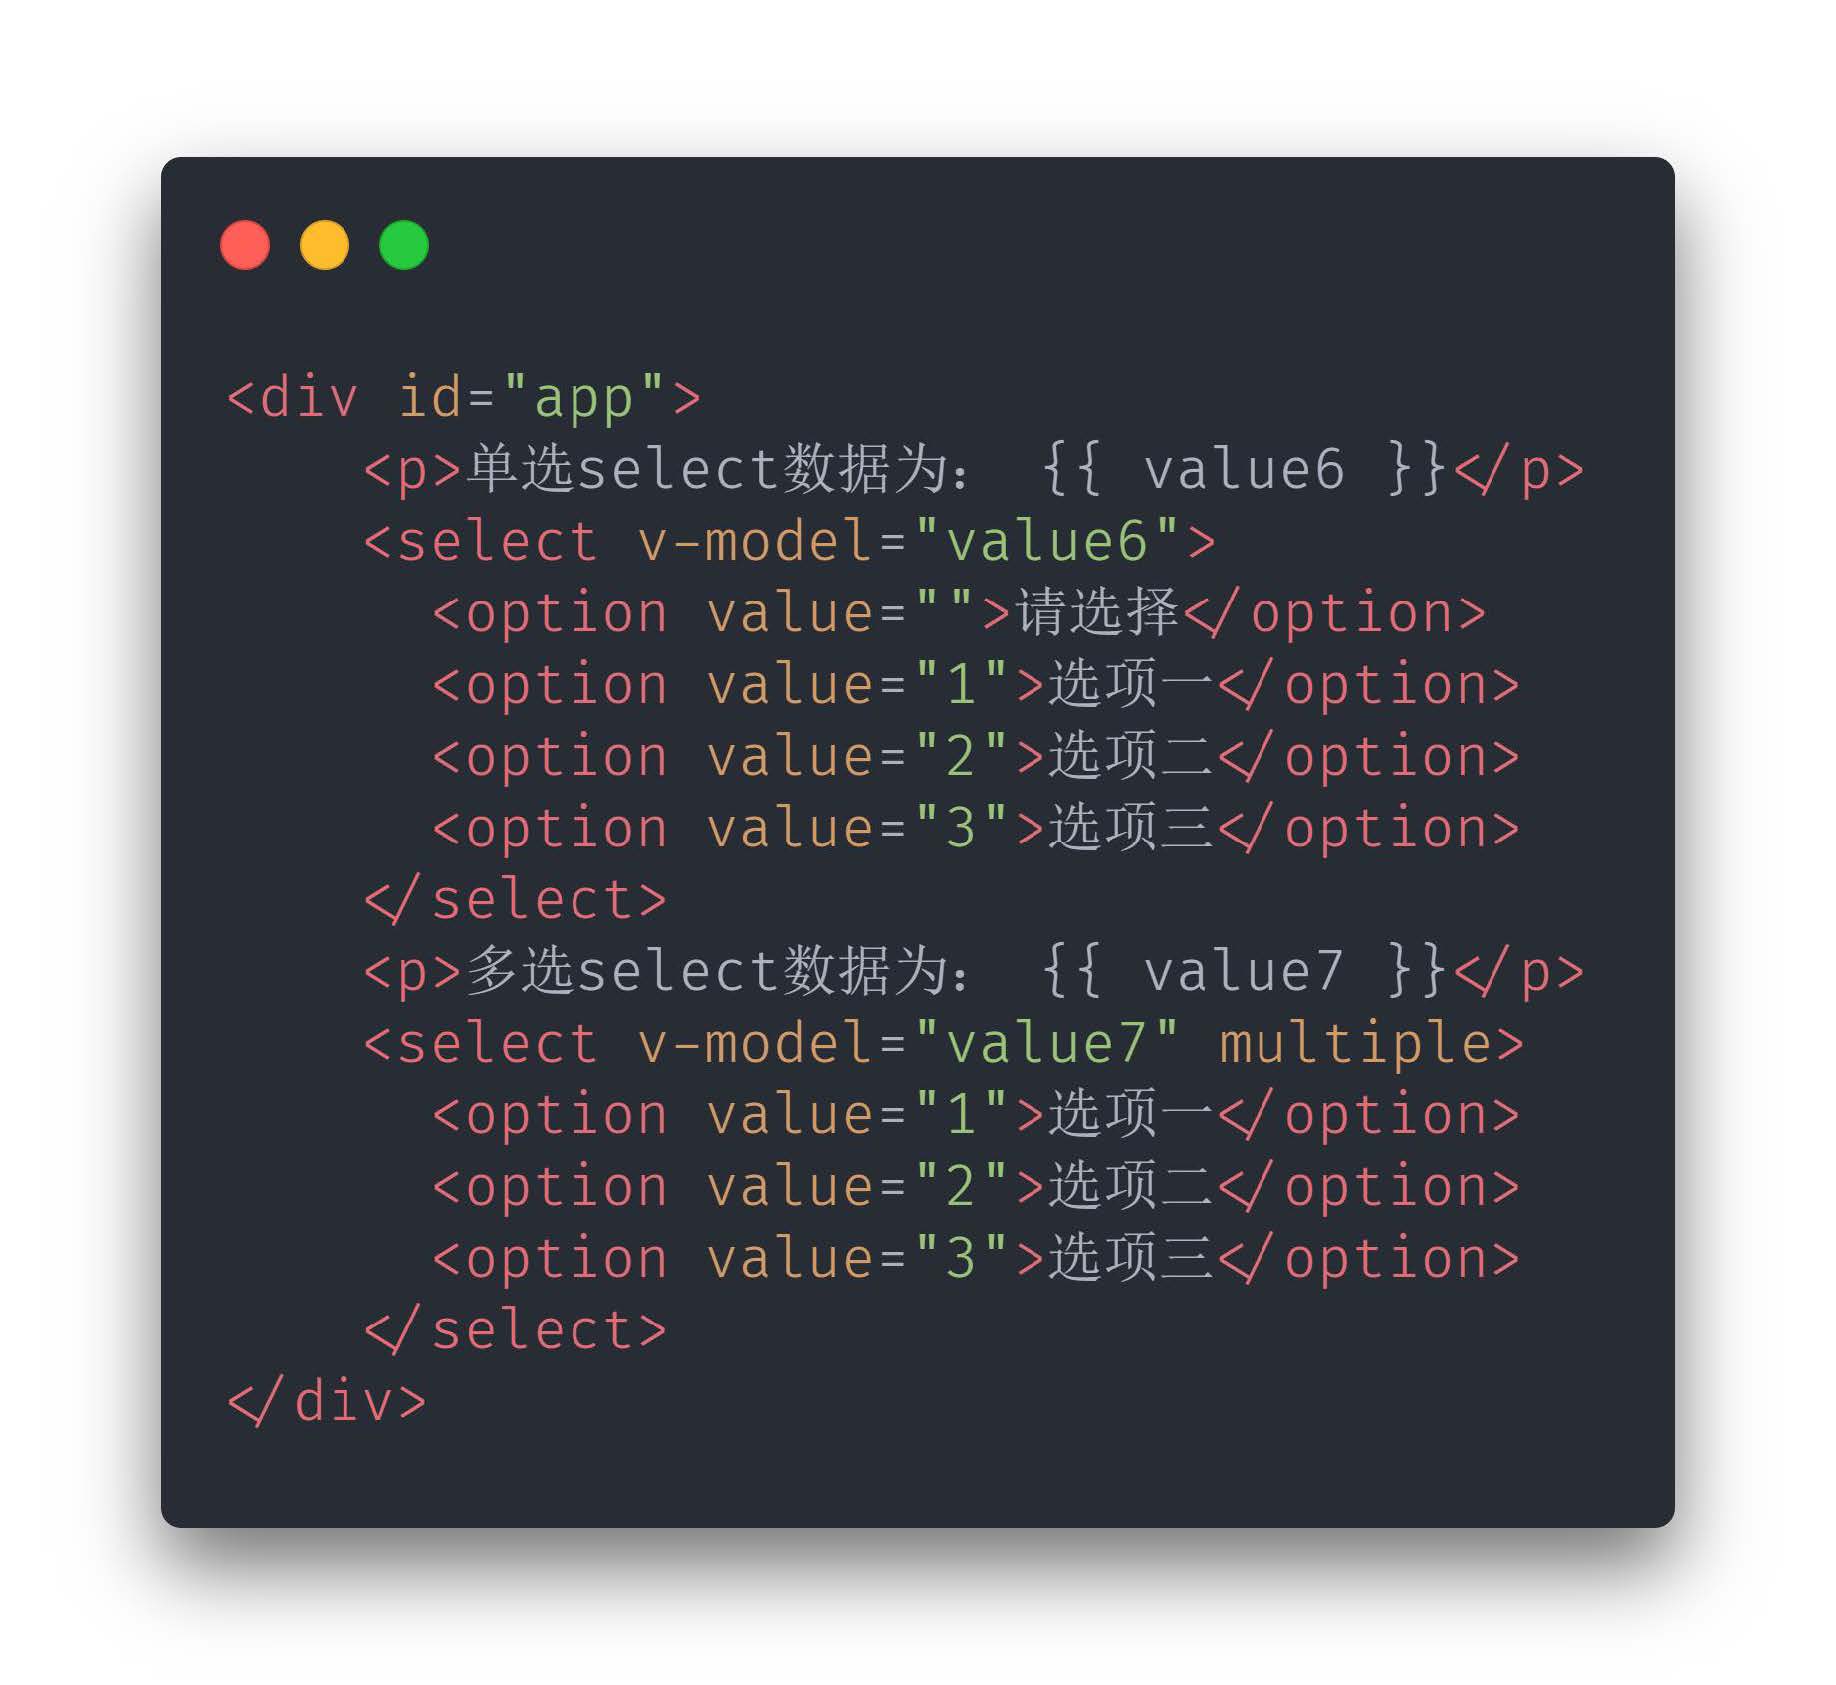 <div id="app">
    <p>单选select数据为： {{ value6 }}</p>
    <select v-model="value6">
      <option value="">请选择</option>
      <option value="1">选项一</option>
      <option value="2">选项二</option>
      <option value="3">选项三</option>
    </select>
    <p>多选select数据为： {{ value7 }}</p>
    <select v-model="value7" multiple>
      <option value="1">选项一</option>
      <option value="2">选项二</option>
      <option value="3">选项三</option>
    </select>
</div>